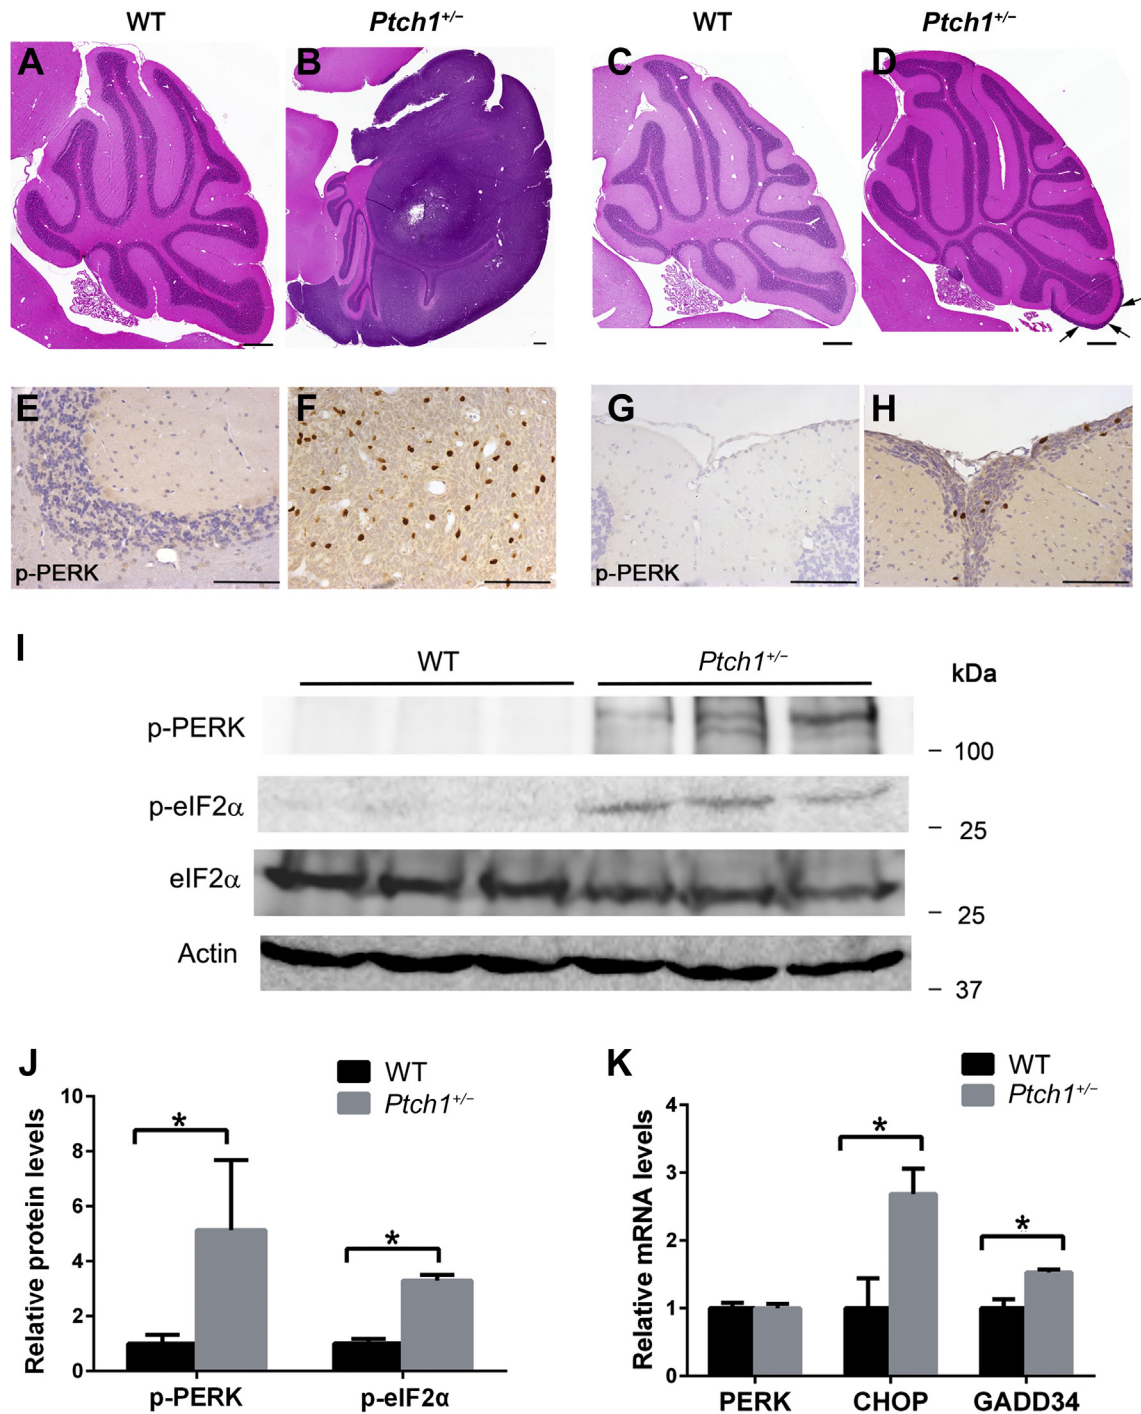 WT Ptch1+/− WT Ptch1+/−
A B C D
E F G H
p-PERK p-PERK
I
WT Ptch1+/− kDa
p-PERK
– 100
p-eIF2α
– 25
eIF2α
– 25
Actin
– 37
J
WT
Ptch1+/−
Relative protein levels
10
8
6
4
2
0
*
*
p-PERK p-eIF2α
K
WT
Ptch1+/−
Relative mRNA levels
4
3
2
1
0
*
*
PERK CHOP GADD34